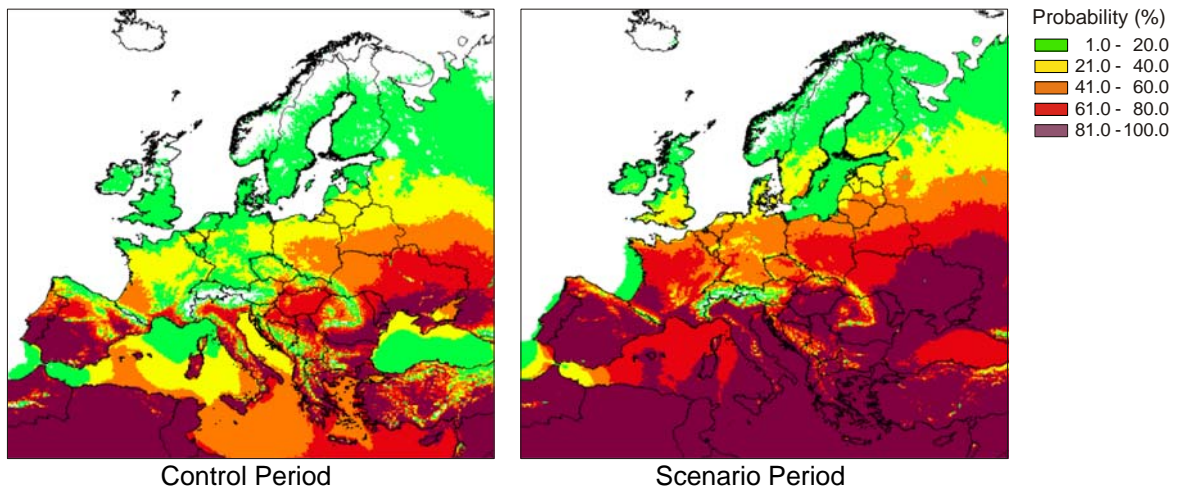 Probability (%)
1.0 - 20.0
21.0 - 40.0
41.0 - 60.0
61.0 - 80.0
81.0 -100.0
Control Period
Scenario Period